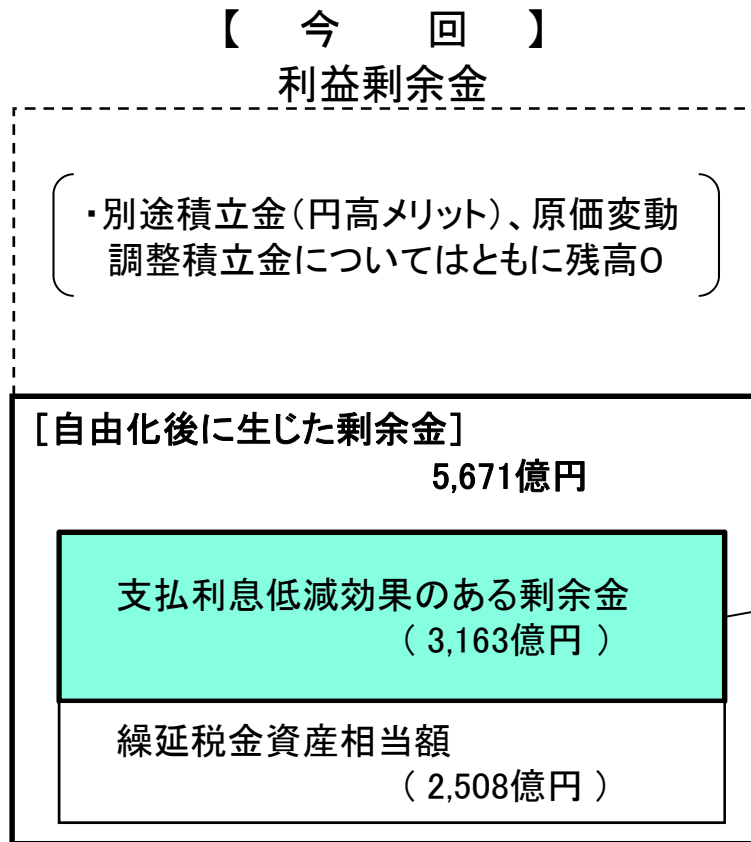 【 今 回 】
利益剰余金
・別途積立金（円高メリット）、原価変動
調整積立金についてはともに残高0
［自由化後に生じた剰余金］
5,671億円
支払利息低減効果のある剰余金
（ 3,163億円 ）
繰延税金資産相当額
（ 2,508億円 ）